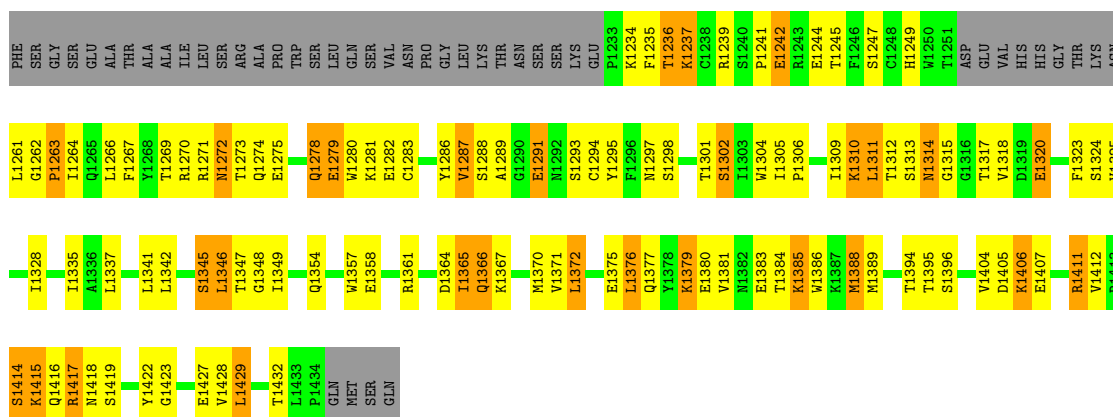 PHE SER GLY SER SER GLU ALA THR ALA ALA ILE LEU SER ARG ALA PRO TRP SER LEU GLN SER VAL ASN PRO GLY LEU LYS THR ASN SER SER LYS GLU P1233 K1234 F1235 T1236 K1237 C1238 R1239 S1240 P1241 E1242 R1243 E1244 T1245 F1246 S1247 C1248 H1249 W1250 T1251 ASP GLU VAL HIS HIS GLY THR LYS ASN
L1261 G1262 P1263 I1264 Q1265 L1266 F1267 Y1268 T1269 R1270 R1271 N1272 T1273 Q1274 E1275 Q1278 E1279 W1280 K1281 E1282 C1283 Y1286 V1287 S1288 A1289 G1290 E1291 N1292 S1293 C1294 Y1295 F1296 N1297 S1298 T1301 S1302 I1303 W1304 I1305 P1306 I1309 K1310 L1311 T1312 S1313 N1314 G1315 G1316 T1317 V1318 D1319 E1320 F1323 S1324
I1328 I1335 A1336 L1337 L1341 L1342 S1345 L1346 T1347 G1348 I1349 Q1354 W1357 E1358 R1361 D1364 I1365 Q1366 K1367 M1370 V1371 L1372 E1375 L1376 Q1377 Y1378 K1379 E1380 V1381 N1382 E1383 T1384 K1385 W1386 K1387 M1388 M1389 T1394 T1395 S1396 V1404 D1405 K1406 E1407 R1411 V1412
S1414 K1415 Q1416 R1417 N1418 S1419 Y1422 G1423 E1427 V1428 L1429 T1432 L1433 P1434 GLN MET SER GLN